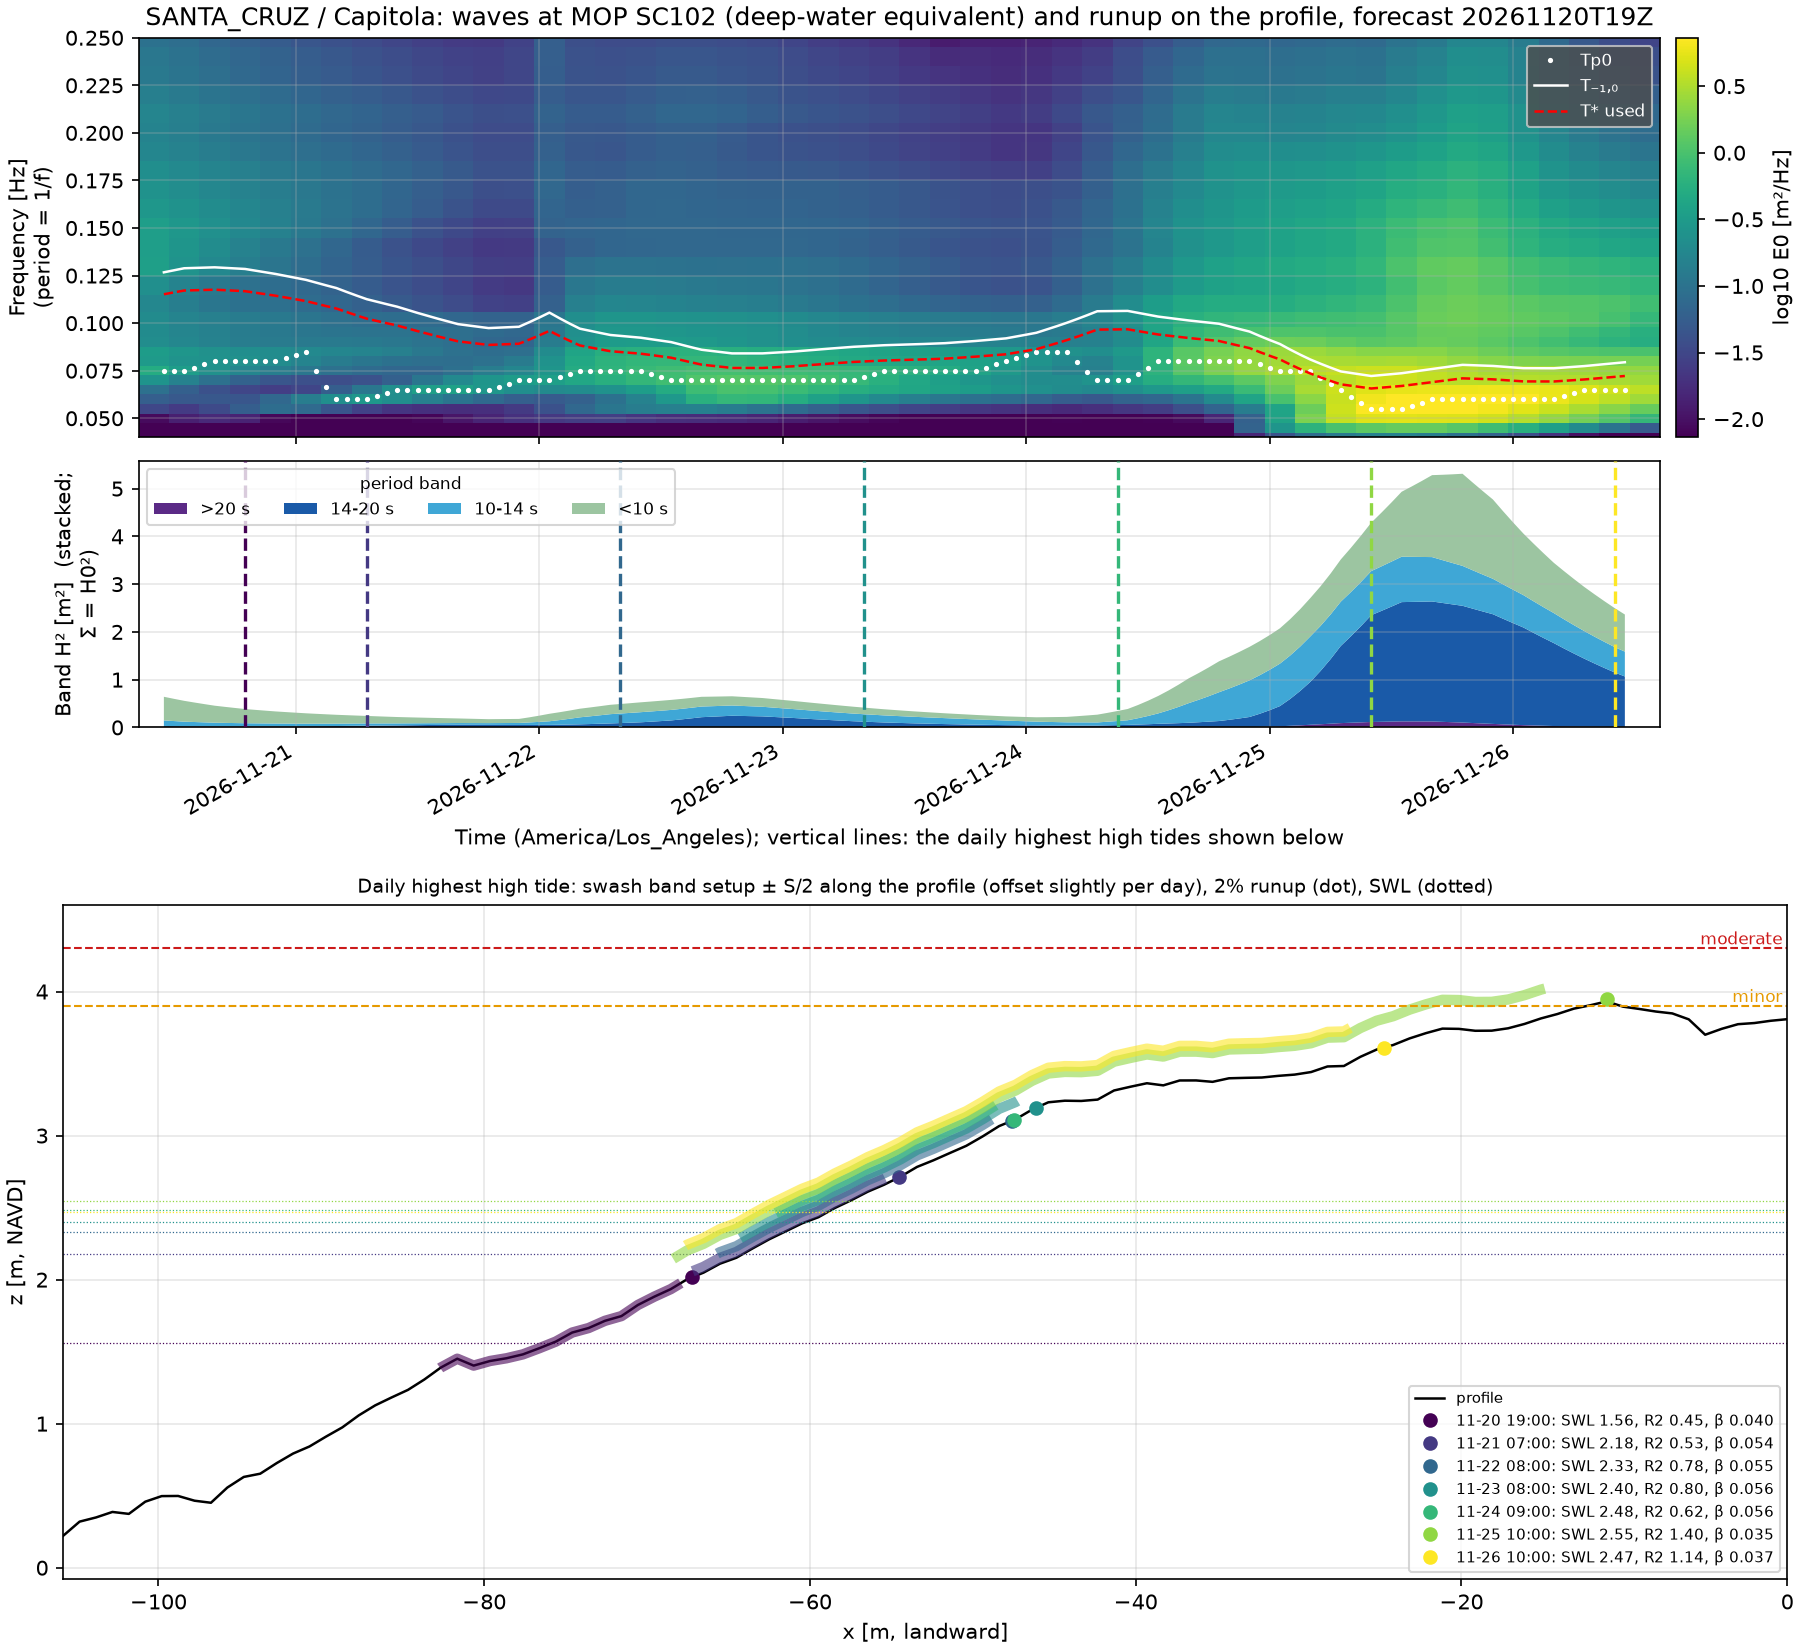 SANTA_CRUZ / Capitola: waves at MOP SC102 (deep-water equivalent) and runup on the profile, forecast 20261120T19Z
Frequency [Hz]
(period = 1/f)
0.250
0.225
0.200
0.175
0.150
0.125
0.100
0.075
0.050
Tp0
T₋₁,₀
T* used
0.5
0.0
−0.5
−1.0
−1.5
−2.0
log10 E0 [m²/Hz]
Band H² [m²]  (stacked;
Σ = H0²)
5
4
3
2
1
0
period band
>20 s
14-20 s
10-14 s
<10 s
2026-11-21
2026-11-22
2026-11-23
2026-11-24
2026-11-25
2026-11-26
Time (America/Los_Angeles); vertical lines: the daily highest high tides shown below
Daily highest high tide: swash band setup ± S/2 along the profile (offset slightly per day), 2% runup (dot), SWL (dotted)
moderate
minor
z [m, NAVD]
4
3
2
1
0
profile
11-20 19:00: SWL 1.56, R2 0.45, β 0.040
11-21 07:00: SWL 2.18, R2 0.53, β 0.054
11-22 08:00: SWL 2.33, R2 0.78, β 0.055
11-23 08:00: SWL 2.40, R2 0.80, β 0.056
11-24 09:00: SWL 2.48, R2 0.62, β 0.056
11-25 10:00: SWL 2.55, R2 1.40, β 0.035
11-26 10:00: SWL 2.47, R2 1.14, β 0.037
−100
−80
−60
−40
−20
0
x [m, landward]